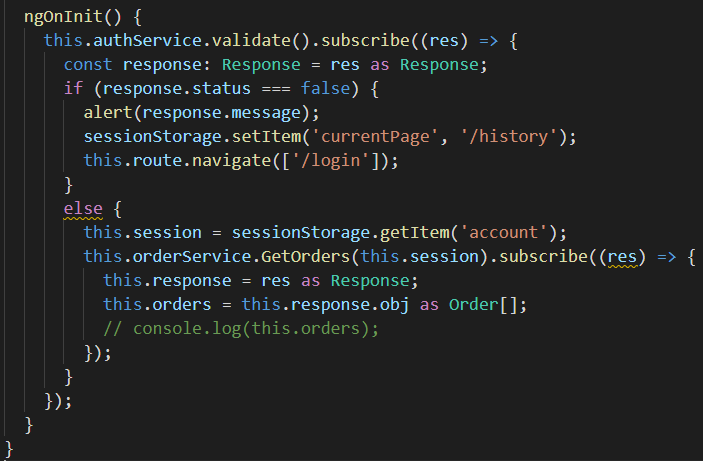 ngOnInit() {
this.authService.validate().subscribe((res) => {
const response: Response = res as Response;
if (response.status === false) {
alert(response.message);
sessionStorage.setItem('currentPage', '/history');
this.route.navigate(['/login']);
}
else {
this.session = sessionStorage.getItem('account');
this.orderService.GetOrders(this.session).subscribe((res) => {
this.response = res as Response;
this.orders = this.response.obj as Order[];
// console.log(this.orders);
});
}
});
}
}